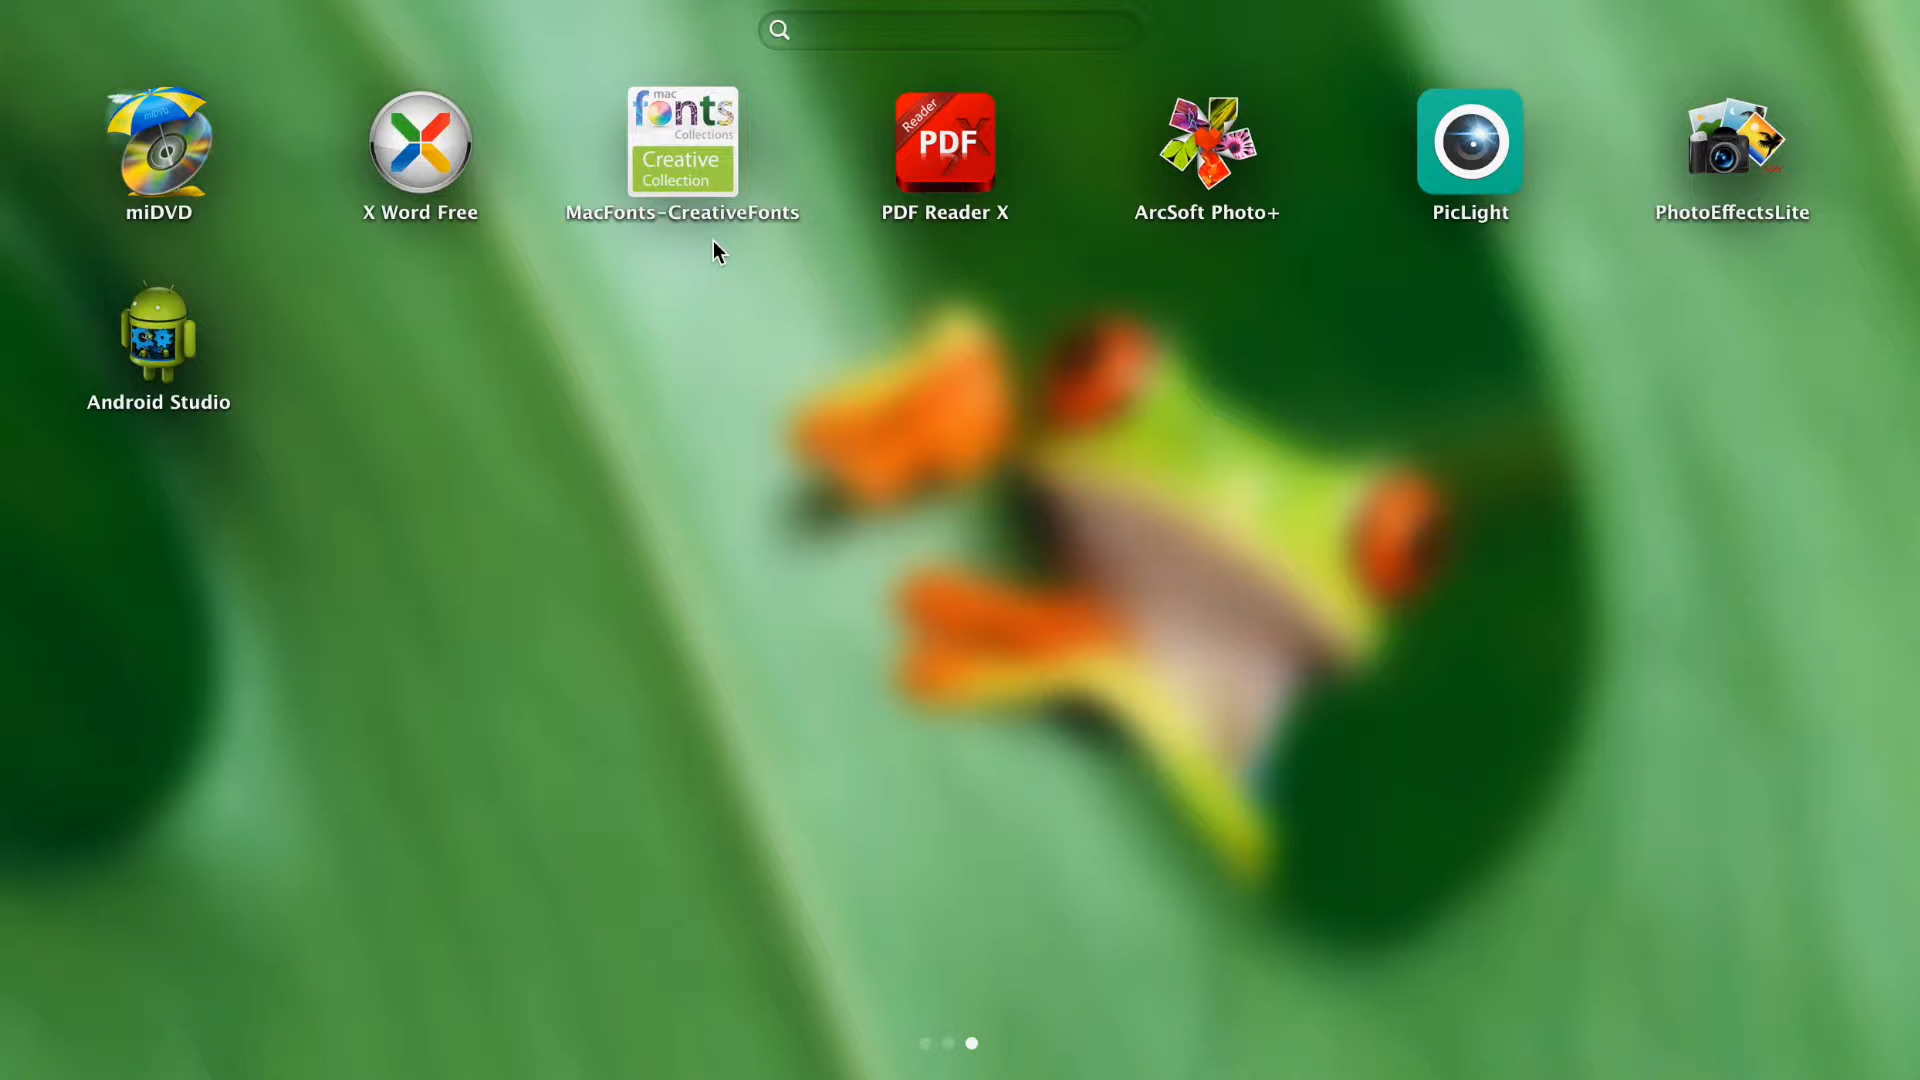 mac
fonts
Collections
Creative
Collection
Reader
PDF
X
miDVD
miDVD
X Word Free
MacFonts-CreativeFonts
PDF Reader X
ArcSoft Photo+
PicLight
PhotoEffectsLite
Android Studio